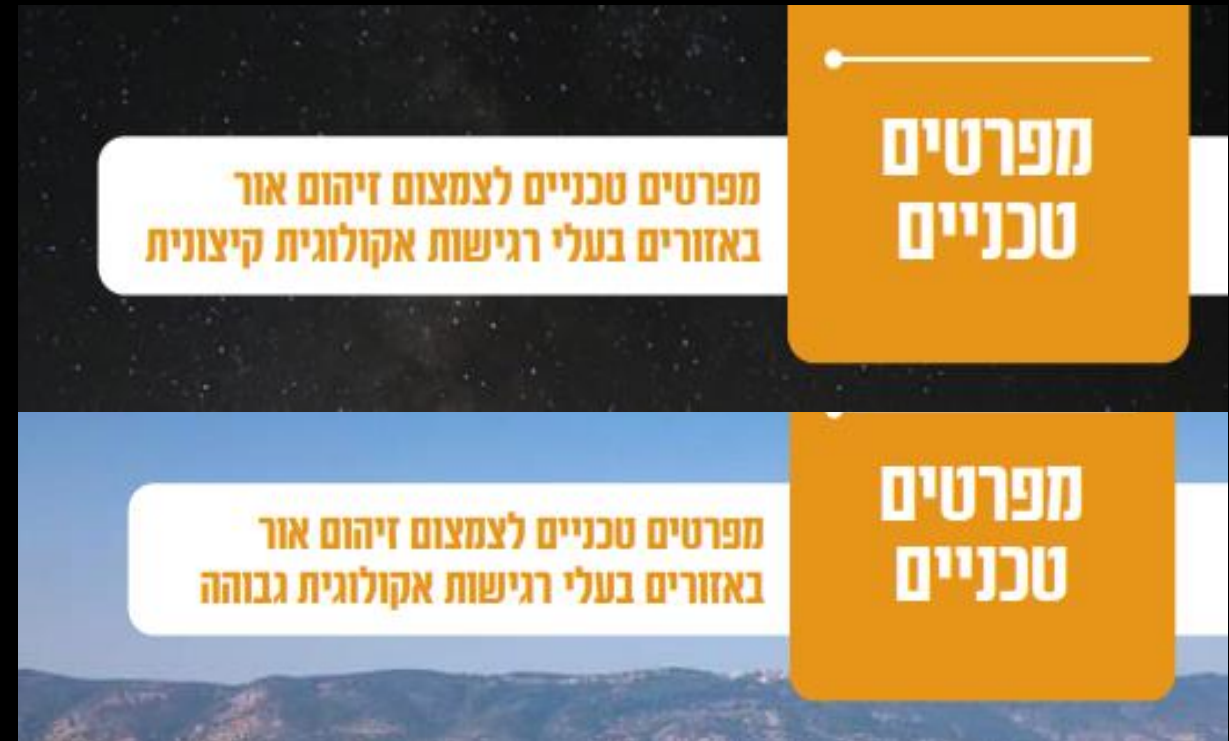 מפרטים
טכניים
מפרטים טכניים לצמצום זיהום אור
באזורים בעלי רגישות אקולוגית קיצונית
מפרטים
טכניים
מפרטים טכניים לצמצום זיהום אור
באזורים בעלי רגישות אקולוגית גבוהה